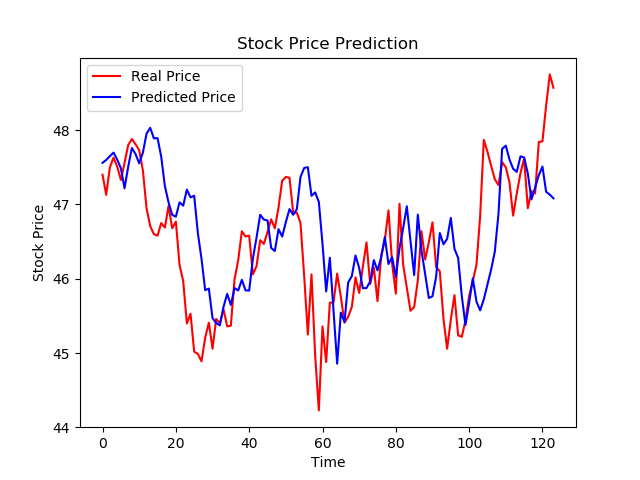 Stock Price Prediction
Real Price
Predicted Price
48
47
46
45
44
Stock Price
0 20 40 60 80 100 120
Time